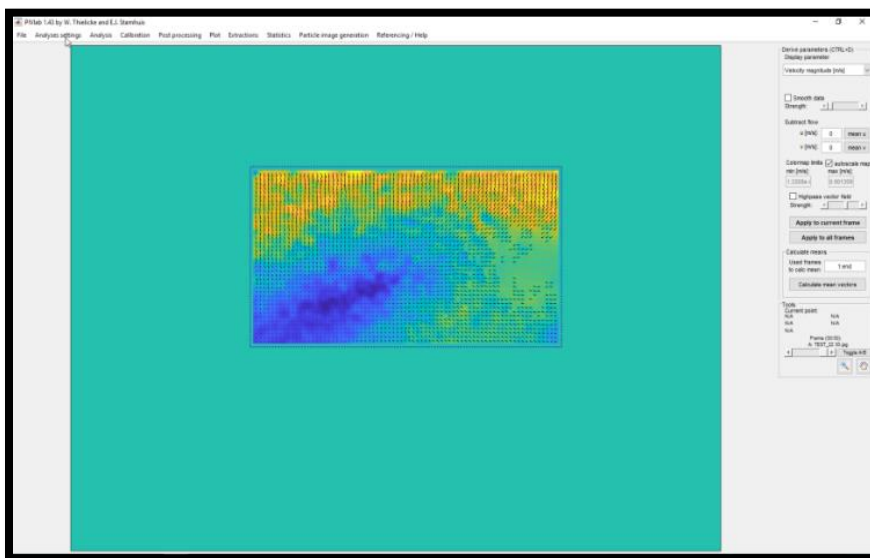 PIVlab 1.43 by W. Thielicke and E.J. Stamhuis
File Analyses settings Analysis Calibration Post processing Plot Extractions Statistics Particle image generation Referencing / Help
Derive parameters (CTRL+D)
Display parameter
Velocity magnitude [m/s]
Smooth data
Strength:
Subtract flow
u [m/s]: 0 mean u
v [m/s]: 0 mean v
Colormap limits autoscale map
min [m/s] max [m/s]
Highpass vector field
Strength:
Apply to current frame
Apply to all frames
Calculate means
Used frames
to calc mean: 1:end
Calculate mean vectors
Tools
Current point
N/A N/A
N/A N/A
N/A
Toggle A/B